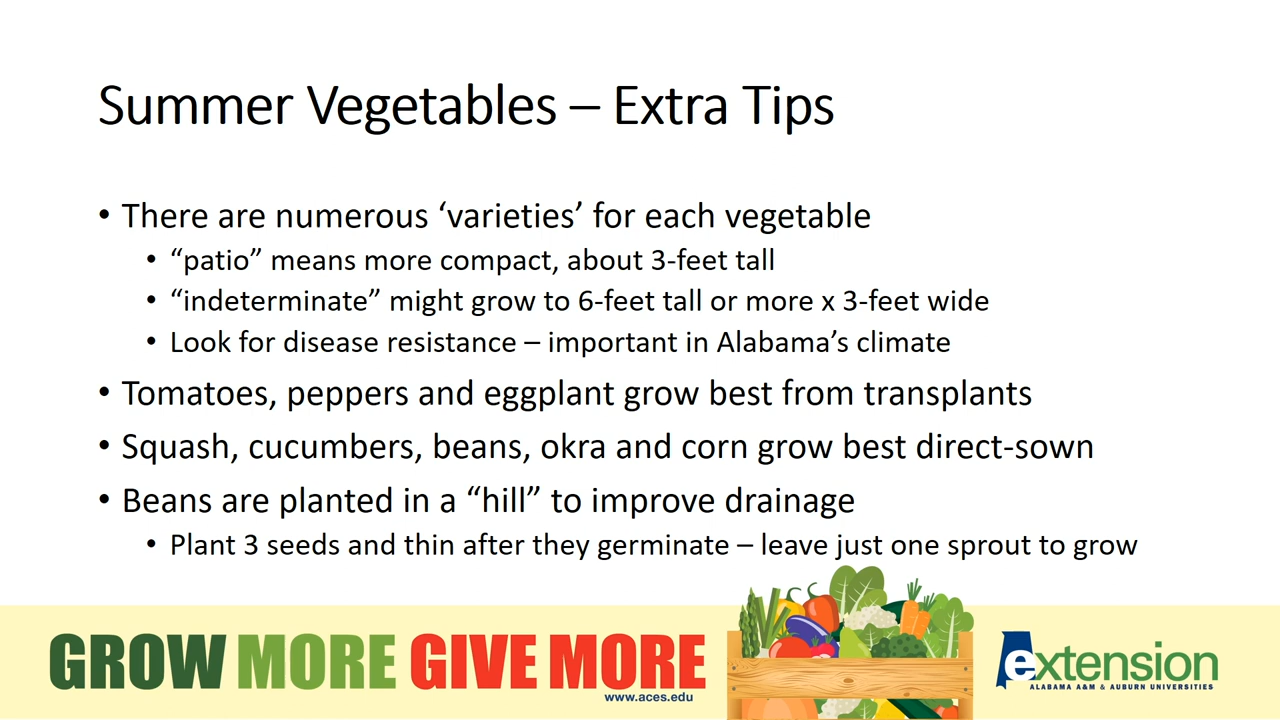 Summer Vegetables – Extra Tips
• There are numerous ‘varieties’ for each vegetable
• “patio” means more compact, about 3-feet tall
• “indeterminate” might grow to 6-feet tall or more x 3-feet wide
• Look for disease resistance – important in Alabama’s climate
• Tomatoes, peppers and eggplant grow best from transplants
• Squash, cucumbers, beans, okra and corn grow best direct-sown
• Beans are planted in a “hill” to improve drainage
• Plant 3 seeds and thin after they germinate – leave just one sprout to grow
GROW MORE GIVE MORE
www.aces.edu
extension
ALABAMA A&M & AUBURN UNIVERSITIES